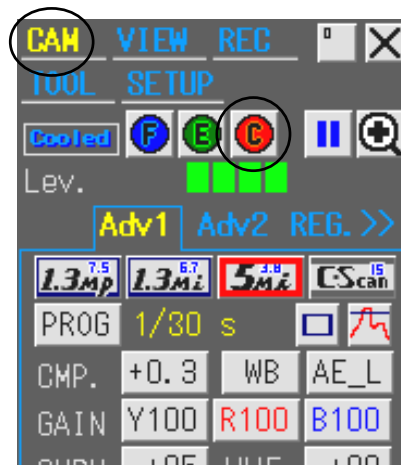 CAM VIEW REC
TOOL SETUP
Cooled F E C
Lev.
Adv1 Adv2 REG. >>
1.3Mp 7.5 1.3Mi 6.7 5Mi 3.8 CScan 15
PROG 1/30 s
CMP. +0.3 WB AE_L
GAIN Y100 R100 B100